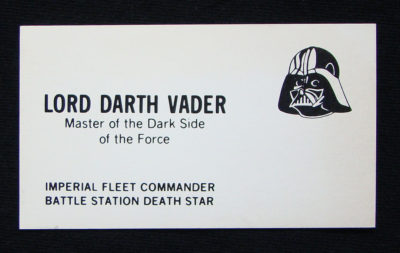 LORD DARTH VADER
Master of the Dark Side
of the Force
IMPERIAL FLEET COMMANDER
BATTLE STATION DEATH STAR